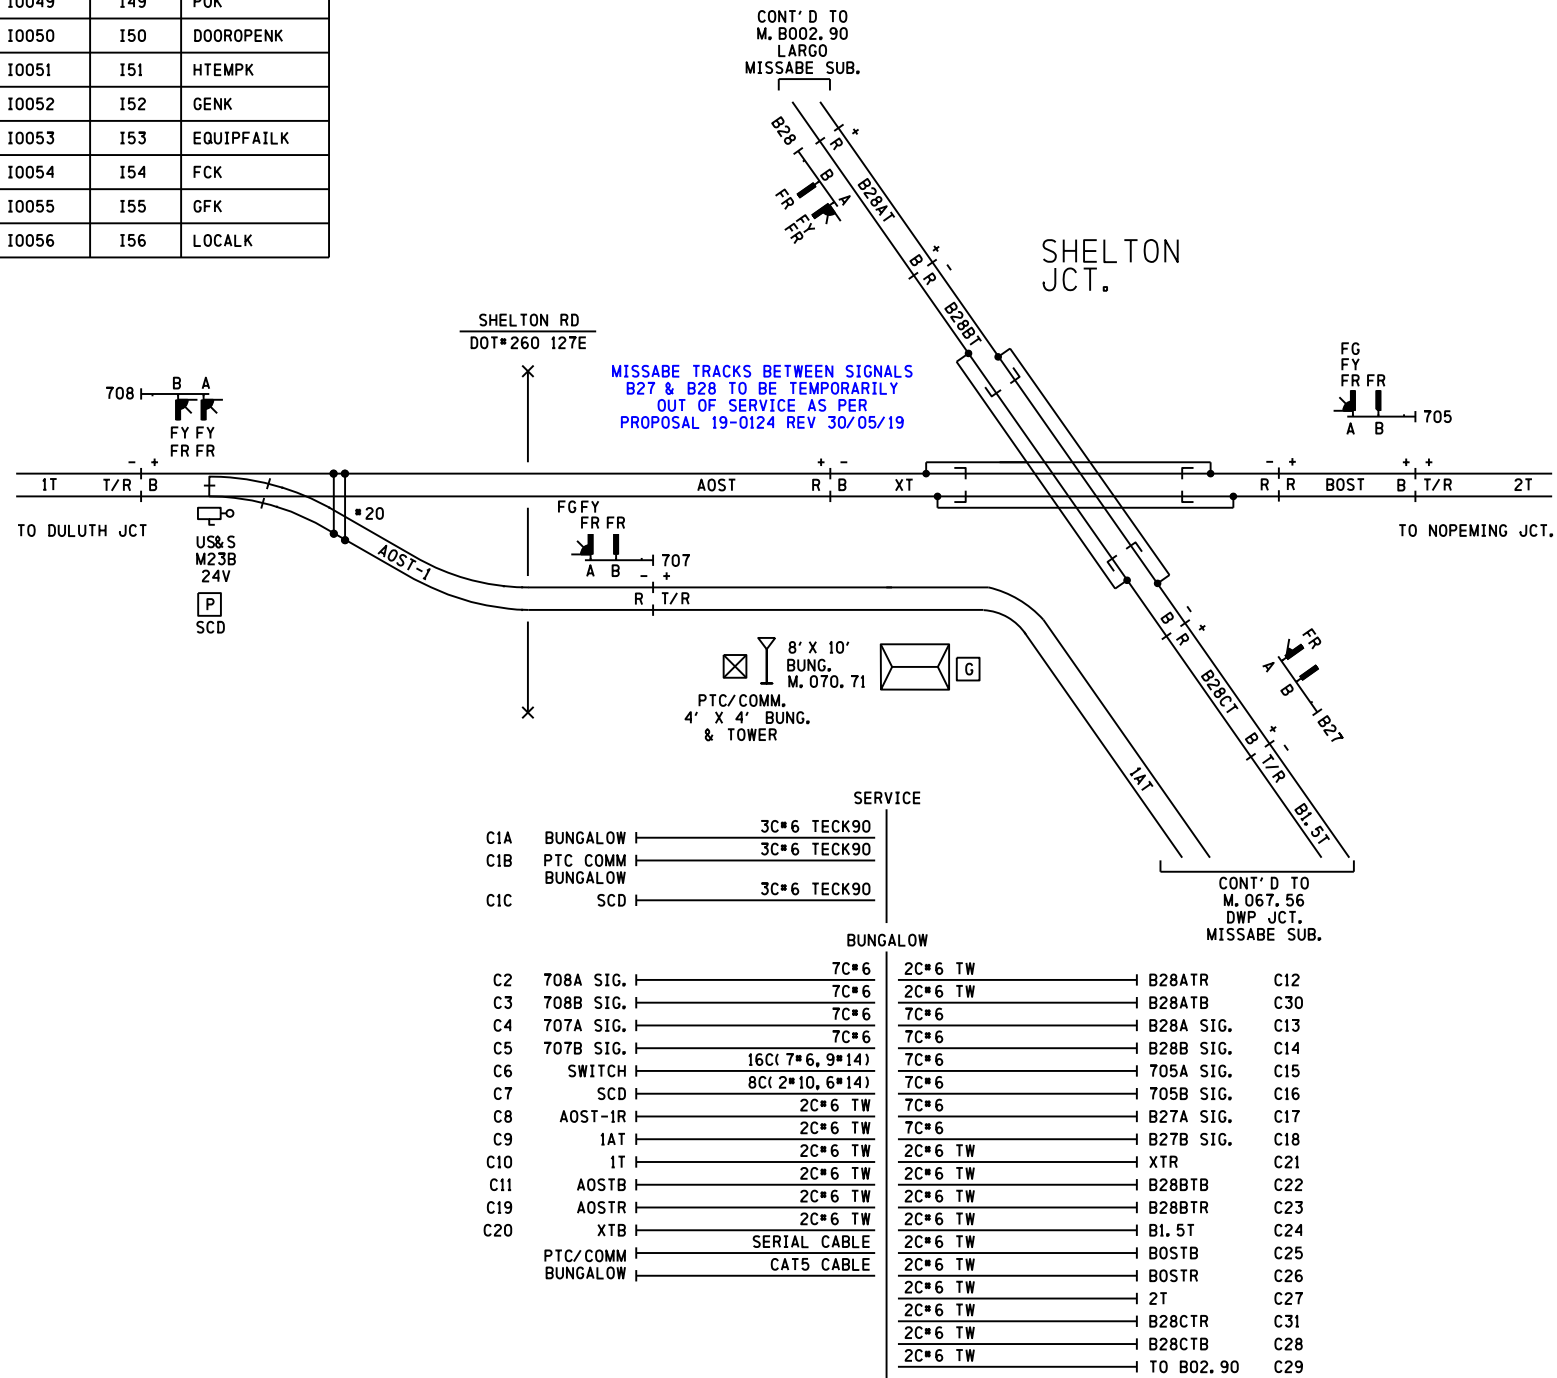 I0049 I49 POK
I0050 I50 DOOROPENK
I0051 I51 HTEMPK
I0052 I52 GENK
I0053 I53 EQUIPFAILK
I0054 I54 FCK
I0055 I55 GFK
I0056 I56 LOCALK
CONT'D TO
M.B002.90
LARGO
MISSABE SUB.
B28
+
R
B
A
FR
FY
FR
B28AT
+
B R -
B28BT
SHELTON
JCT.
SHELTON RD
DOT#260 127E
MISSABE TRACKS BETWEEN SIGNALS
B27 & B28 TO BE TEMPORARILY
OUT OF SERVICE AS PER
PROPOSAL 19-0124 REV 30/05/19
708
B A
FY FY
FR FR
FG
FY
FR FR
705
A B
- +
+ -
- +
+ +
1T T/R B AOST R B XT R R BOST B T/R 2T
TO DULUTH JCT
TO NOPEMING JCT.
#20
US&S
M23B
24V
P
SCD
AOST-1
FGFY
FR FR
707
A B
- +
R T/R
8' X 10'
BUNG.
M.070.71
G
PTC/COMM.
4' X 4' BUNG.
& TOWER
-
B R +
B28CT
FR
A
B
B27
+
B -
T/R
1AT
B1.5T
CONT'D TO
M.067.56
DWP JCT.
MISSABE SUB.
SERVICE
C1A BUNGALOW 3C#6 TECK90
C1B PTC COMM 3C#6 TECK90
BUNGALOW
C1C SCD 3C#6 TECK90
BUNGALOW
C2 708A SIG. 7C#6 2C#6 TW B28ATR C12
C3 708B SIG. 7C#6 2C#6 TW B28ATB C30
C4 707A SIG. 7C#6 7C#6 B28A SIG. C13
C5 707B SIG. 7C#6 7C#6 B28B SIG. C14
C6 SWITCH 16C(7#6,9#14) 7C#6 705A SIG. C15
C7 SCD 8C(2#10,6#14) 7C#6 705B SIG. C16
C8 AOST-1R 2C#6 TW 7C#6 B27A SIG. C17
C9 1AT 2C#6 TW 7C#6 B27B SIG. C18
C10 1T 2C#6 TW 2C#6 TW XTR C21
C11 AOSTB 2C#6 TW 2C#6 TW B28BTB C22
C19 AOSTR 2C#6 TW 2C#6 TW B28BTR C23
C20 XTB 2C#6 TW 2C#6 TW B1.5T C24
PTC/COMM SERIAL CABLE 2C#6 TW BOSTB C25
BUNGALOW CAT5 CABLE 2C#6 TW BOSTR C26
2C#6 TW 2T C27
2C#6 TW B28CTR C31
2C#6 TW B28CTB C28
2C#6 TW TO B02.90 C29